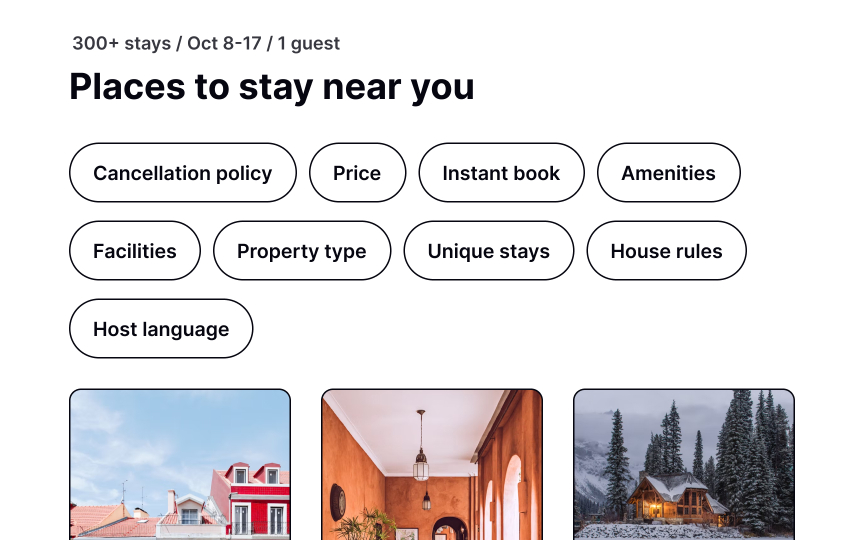 300+ stays / Oct 8-17 / 1 guest
Places to stay near you
Cancellation policy
Price
Instant book
Amenities
Facilities
Property type
Unique stays
House rules
Host language